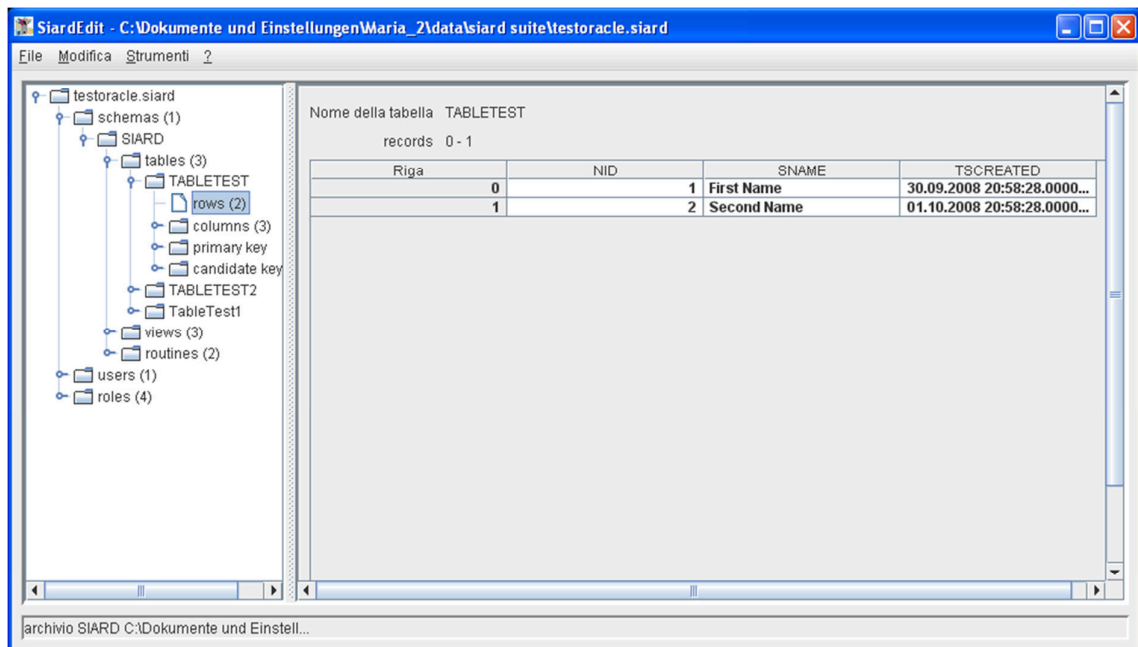 SiardEdit - C:\Dokumente und Einstellungen\Maria_2\data\siard suite\testoracle.siard
File Modifica Strumenti ?
testoracle.siard
schemas (1)
SIARD
tables (3)
TABLETEST
rows (2)
columns (3)
primary key
candidate key
TABLETEST2
TableTest1
views (3)
routines (2)
users (1)
roles (4)
Nome della tabella TABLETEST
records 0 - 1
Riga NID SNAME TSCREATED
0 1 First Name 30.09.2008 20:58:28.0000...
1 2 Second Name 01.10.2008 20:58:28.0000...
archivio SIARD C:\Dokumente und Einstell...